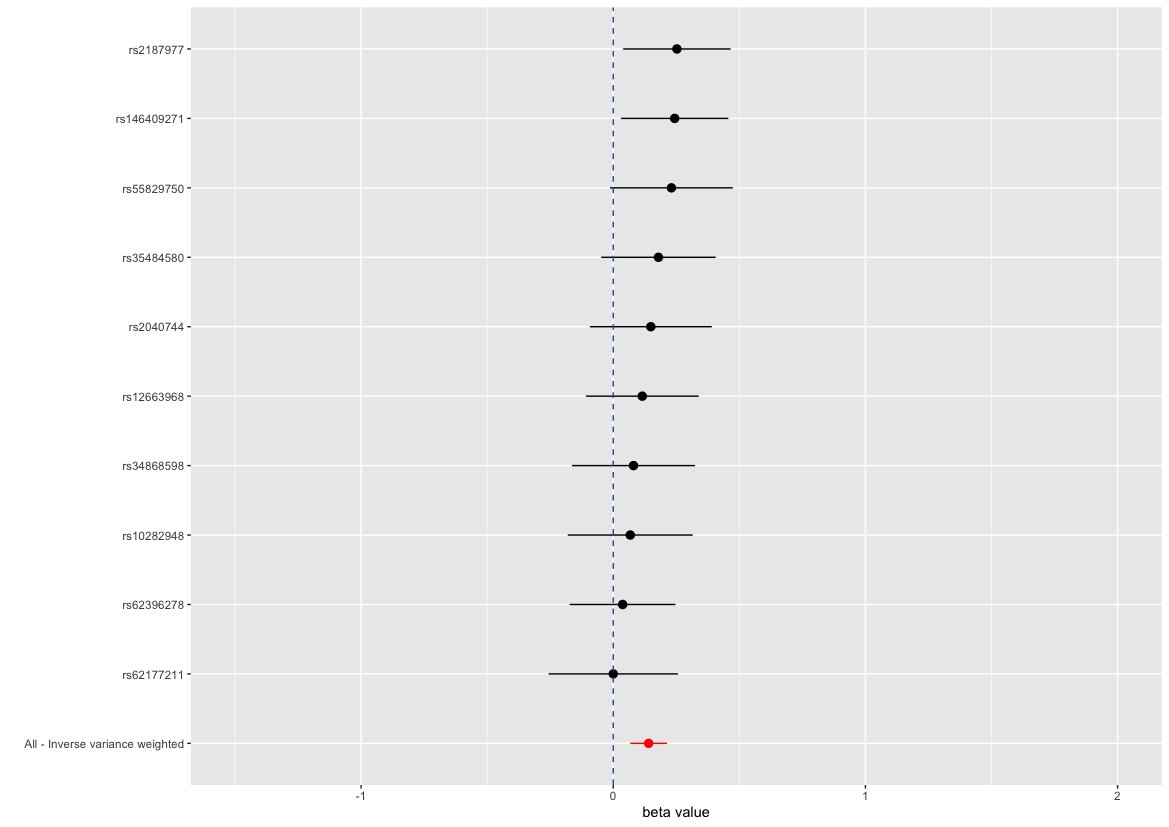 rs2187977
rs146409271
rs55829750
rs35484580
rs2040744
rs12663968
rs34868598
rs10282948
rs62396278
rs62177211
All - Inverse variance weighted
-1 0 1 2
beta value